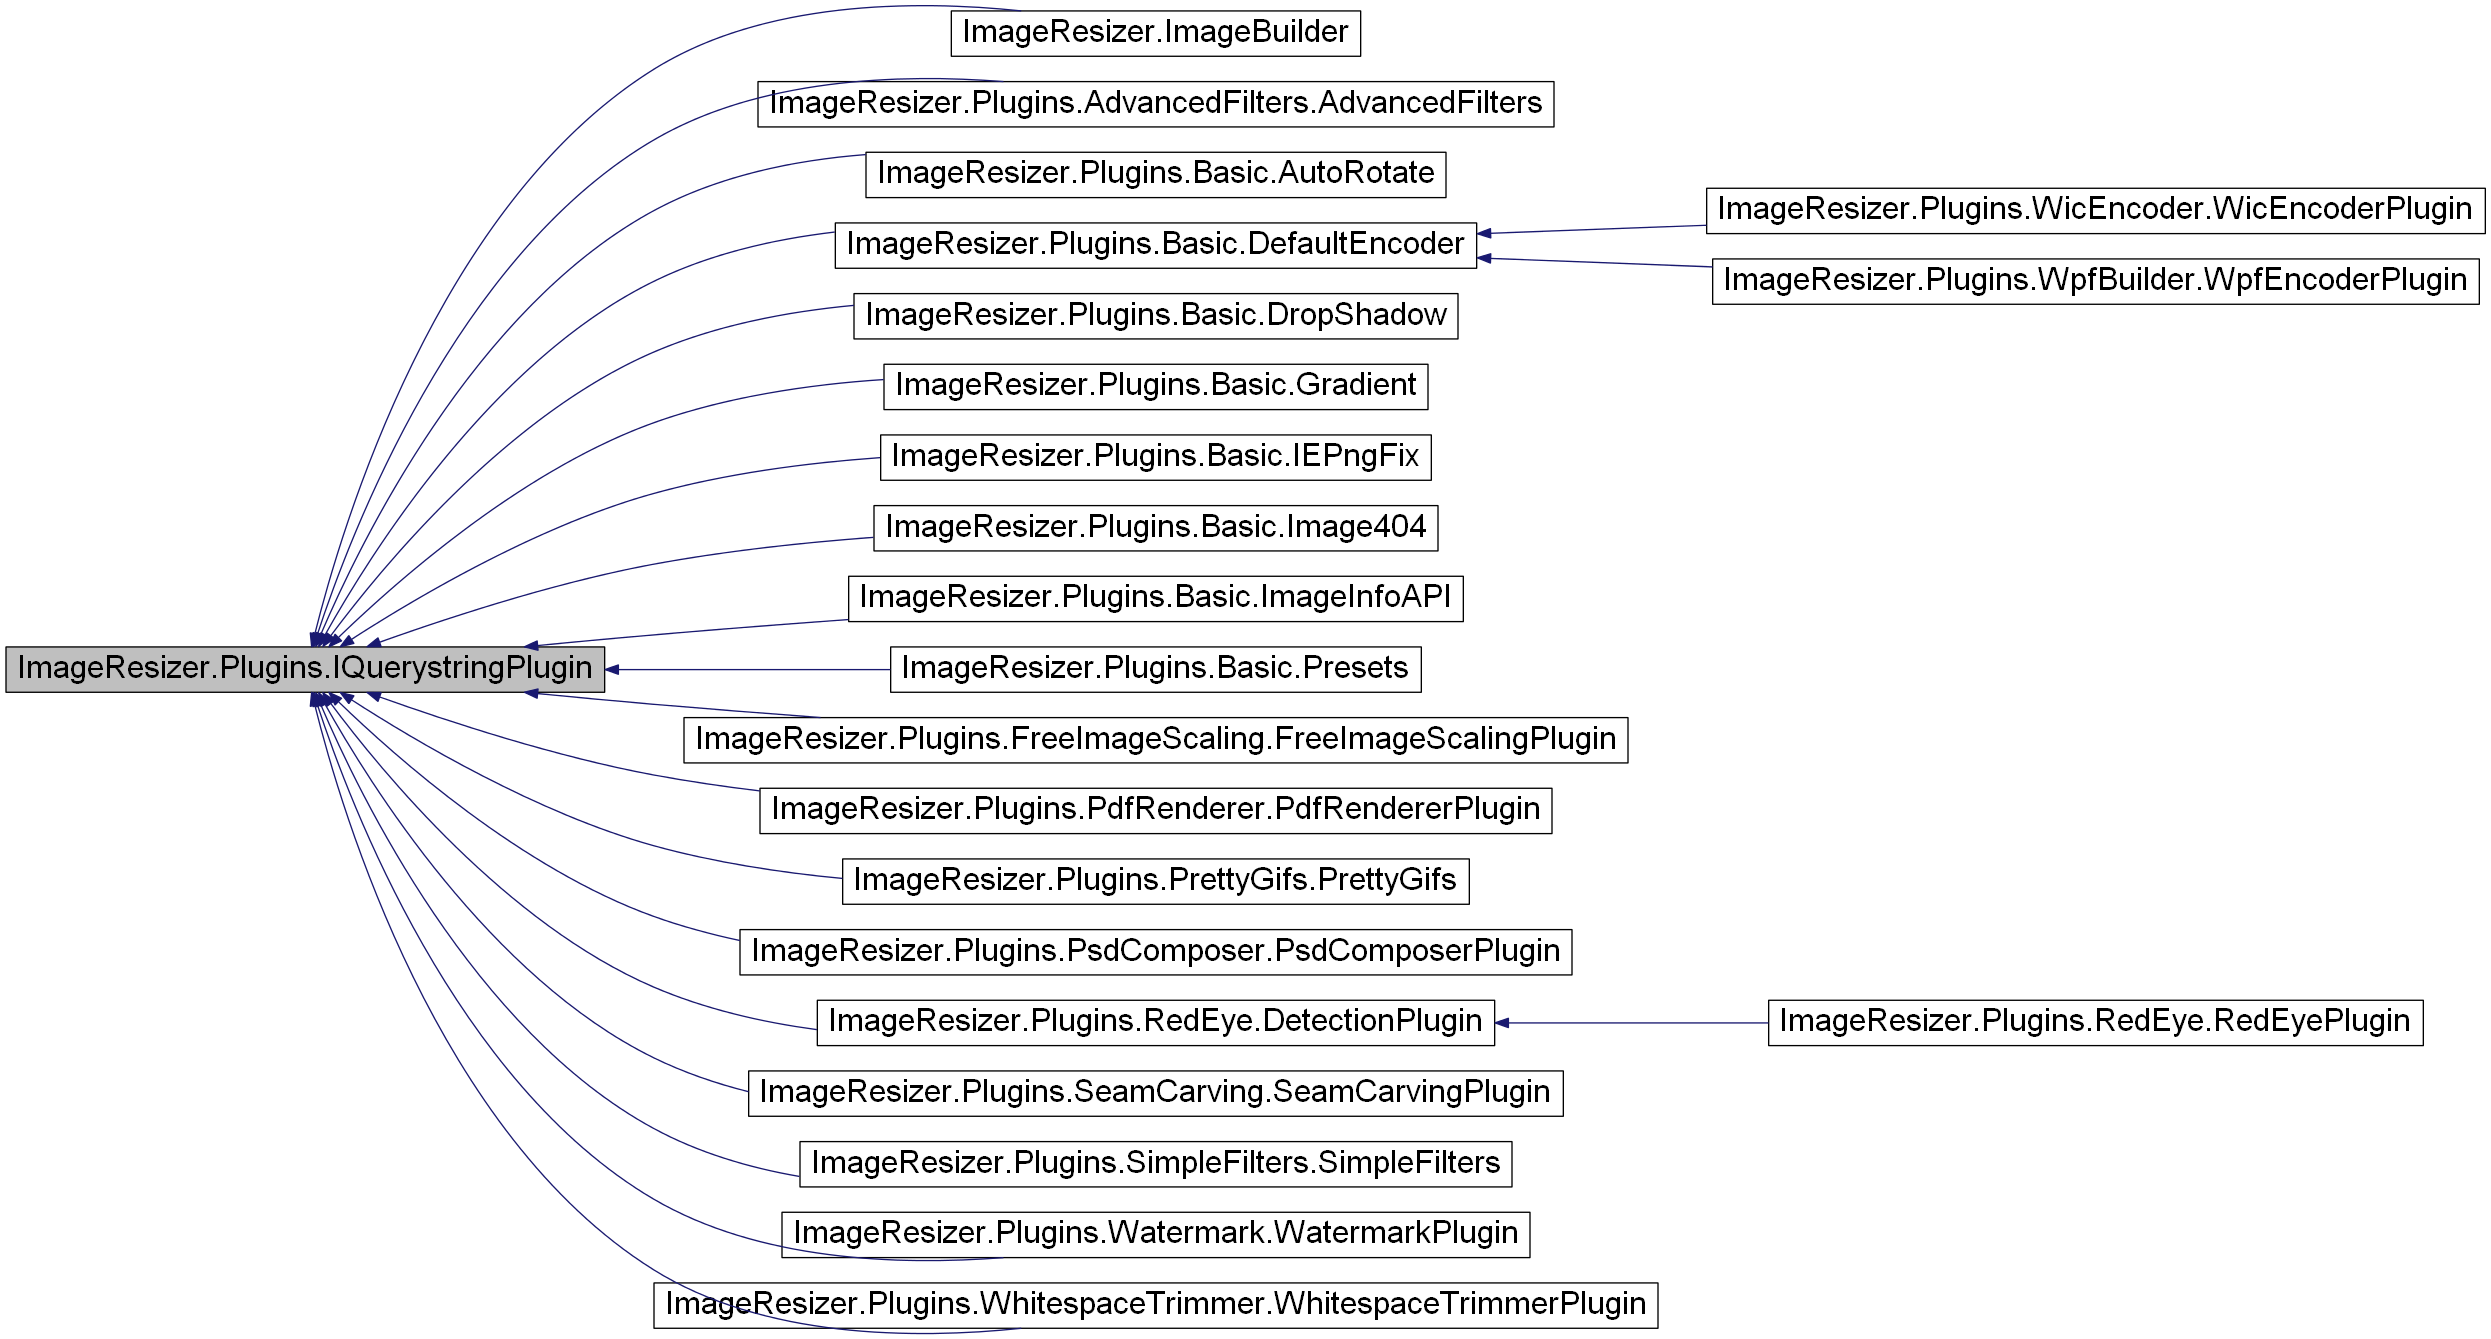 ImageResizer.ImageBuilder
ImageResizer.Plugins.AdvancedFilters.AdvancedFilters
ImageResizer.Plugins.Basic.AutoRotate
ImageResizer.Plugins.WicEncoder.WicEncoderPlugin
ImageResizer.Plugins.Basic.DefaultEncoder
ImageResizer.Plugins.WpfBuilder.WpfEncoderPlugin
ImageResizer.Plugins.Basic.DropShadow
ImageResizer.Plugins.Basic.Gradient
ImageResizer.Plugins.Basic.IEPngFix
ImageResizer.Plugins.Basic.Image404
ImageResizer.Plugins.Basic.ImageInfoAPI
ImageResizer.Plugins.IQuerystringPlugin
ImageResizer.Plugins.Basic.Presets
ImageResizer.Plugins.FreeImageScaling.FreeImageScalingPlugin
ImageResizer.Plugins.PdfRenderer.PdfRendererPlugin
ImageResizer.Plugins.PrettyGifs.PrettyGifs
ImageResizer.Plugins.PsdComposer.PsdComposerPlugin
ImageResizer.Plugins.RedEye.DetectionPlugin
ImageResizer.Plugins.RedEye.RedEyePlugin
ImageResizer.Plugins.SeamCarving.SeamCarvingPlugin
ImageResizer.Plugins.SimpleFilters.SimpleFilters
ImageResizer.Plugins.Watermark.WatermarkPlugin
ImageResizer.Plugins.WhitespaceTrimmer.WhitespaceTrimmerPlugin